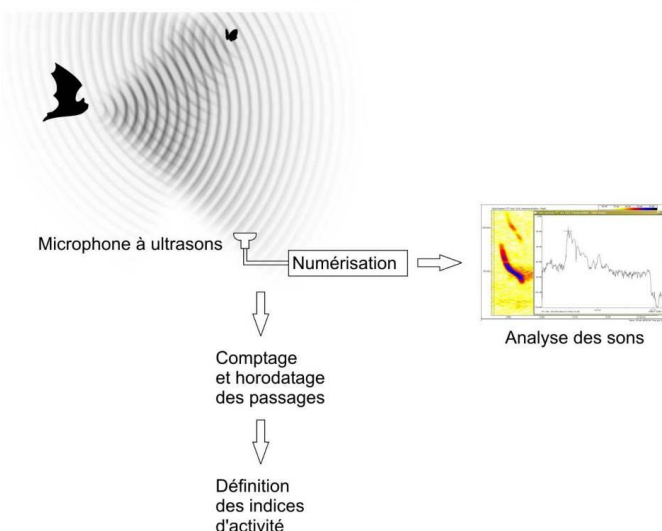 Microphone à ultrasons
Numérisation
Analyse des sons
Comptage
et horodatage
des passages
Définition
des indices
d'activité